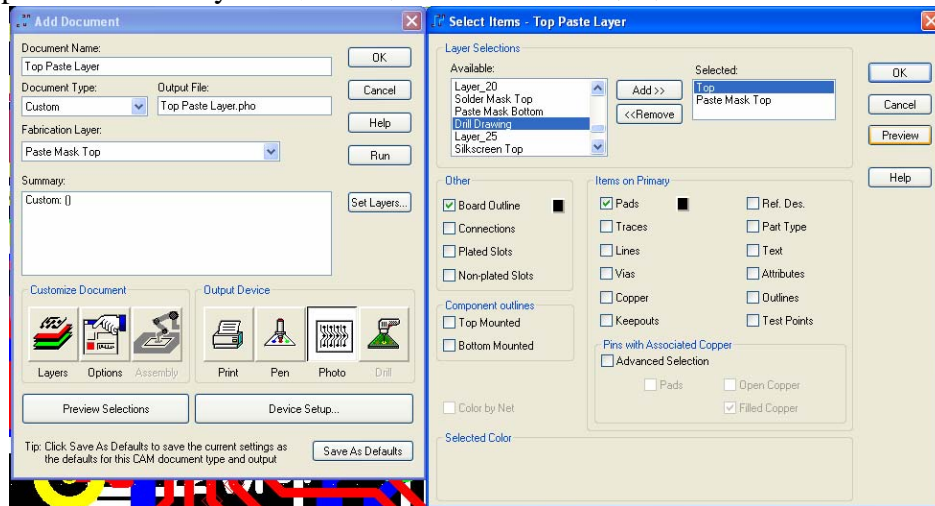 Add Document
Document Name:
Top Paste Layer
OK
Document Type:
Output File:
Custom
Top Paste Layer.pho
Cancel
Fabrication Layer:
Help
Paste Mask Top
Run
Summary:
Custom: ()
Set Layers...
Customize Document
Output Device
Layers
Options
Assembly
Print
Pen
Photo
Drill
Preview Selections
Device Setup...
Tip: Click Save As Defaults to save the current settings as
the defaults for this CAM document type and output
Save As Defaults
Select Items - Top Paste Layer
Layer Selections
Available:
Selected:
Layer_20
Solder Mask Top
Paste Mask Bottom
Drill Drawing
Layer_25
Silkscreen Top
Add >>
<<Remove
Top
Paste Mask Top
OK
Cancel
Preview
Help
Other
Board Outline
Connections
Plated Slots
Non-plated Slots
Component outlines
Top Mounted
Bottom Mounted
Color by Net
Items on Primary
Pads
Ref. Des.
Traces
Part Type
Lines
Text
Vias
Attributes
Copper
Outlines
Keepouts
Test Points
Pins with Associated Copper
Advanced Selection
Pads
Open Copper
Filled Copper
Selected Color